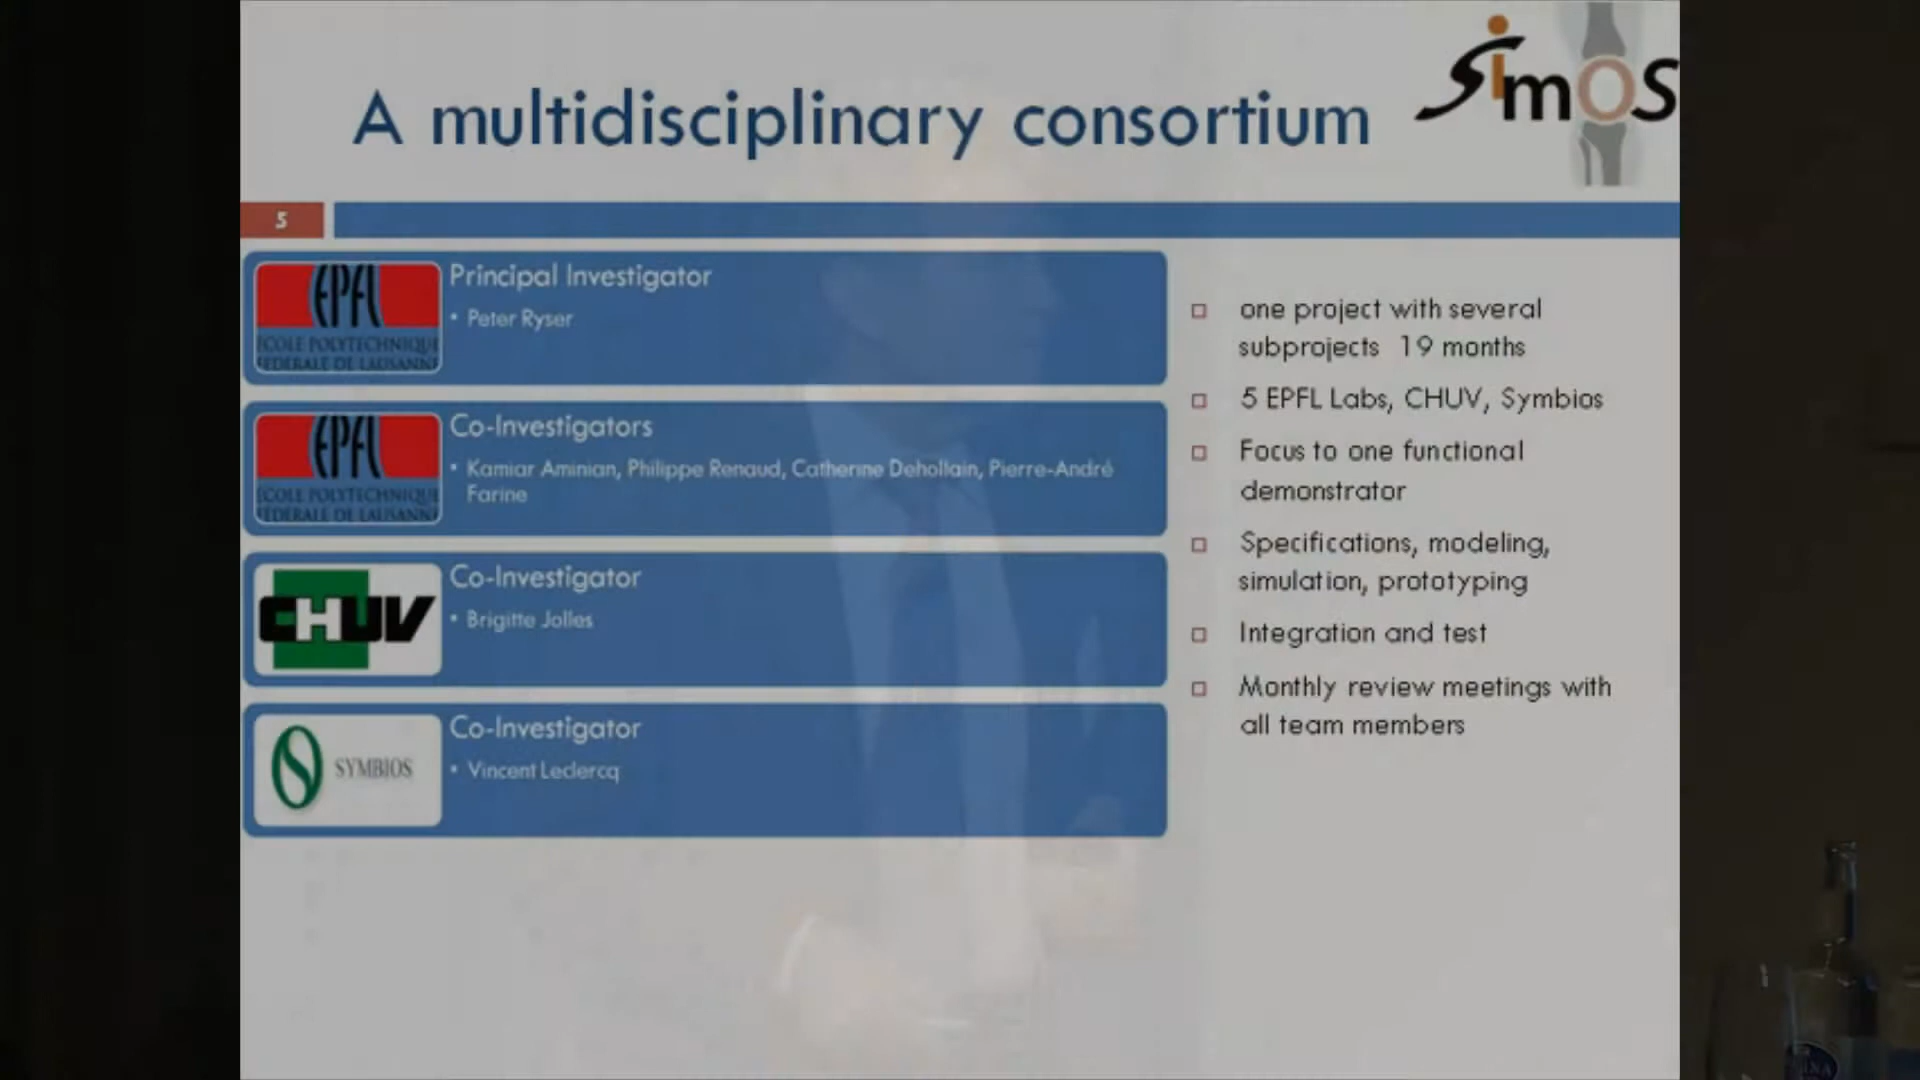 A multidisciplinary consortium
simos
5
EPFL
ECOLE POLYTECHNIQUE
FEDERALE DE LAUSANNE
Principal Investigator
• Peter Ryser
EPFL
ECOLE POLYTECHNIQUE
FEDERALE DE LAUSANNE
Co-Investigators
• Kamiar Aminian, Philippe Renaud, Catherine Dehollain, Pierre-André
Farine
CHUV
Co-Investigator
• Brigitte Jolles
SYMBIOS
Co-Investigator
• Vincent Leclercq
one project with several
subprojects 19 months
5 EPFL Labs, CHUV, Symbios
Focus to one functional
demonstrator
Specifications, modeling,
simulation, prototyping
Integration and test
Monthly review meetings with
all team members